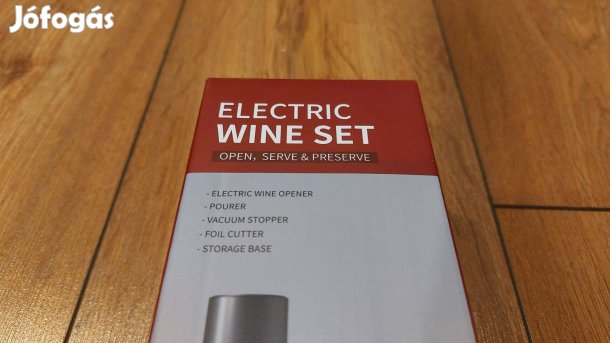 Jófogás
ELECTRIC
WINE SET
OPEN, SERVE & PRESERVE
- ELECTRIC WINE OPENER
- POURER
- VACUUM STOPPER
- FOIL CUTTER
- STORAGE BASE